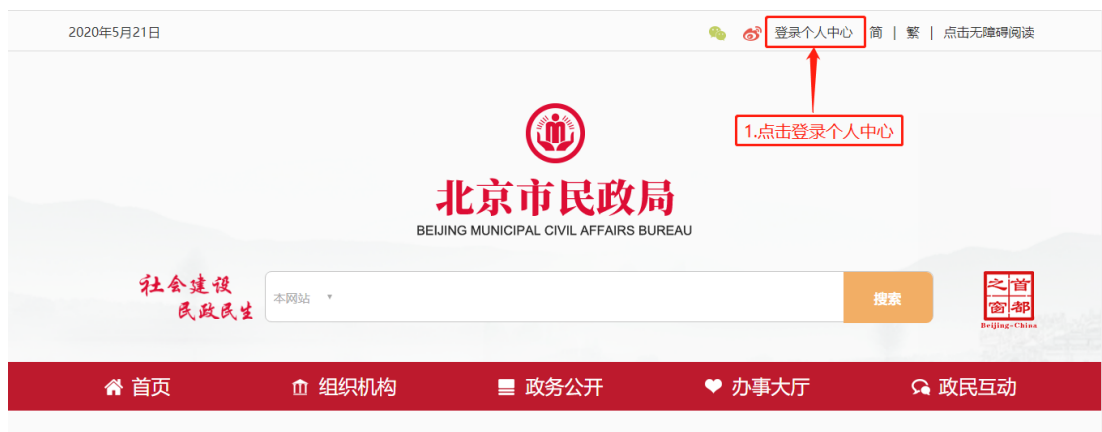 2020年5月21日
登录个人中心 简 | 繁 | 点击无障碍阅读
1.点击登录个人中心
北京市民政局
BEIJING MUNICIPAL CIVIL AFFAIRS BUREAU
社会建设
民政民生
本网站
搜索
首都之窗
Beijing-China
首页 组织机构 政务公开 办事大厅 政民互动